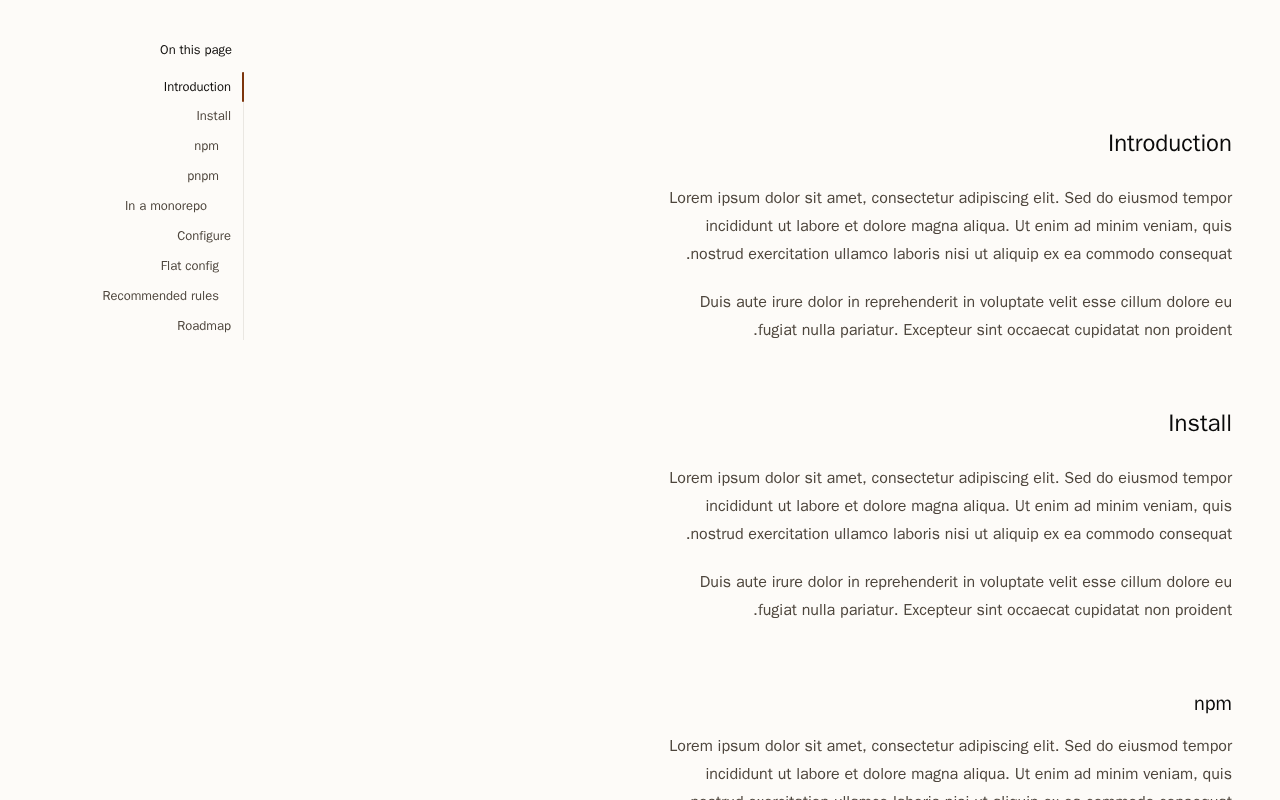 On this page
Introduction
Install
npm
pnpm
In a monorepo
Configure
Flat config
Recommended rules
Roadmap
Introduction
Lorem ipsum dolor sit amet, consectetur adipiscing elit. Sed do eiusmod tempor
incididunt ut labore et dolore magna aliqua. Ut enim ad minim veniam, quis
.nostrud exercitation ullamco laboris nisi ut aliquip ex ea commodo consequat
Duis aute irure dolor in reprehenderit in voluptate velit esse cillum dolore eu
.fugiat nulla pariatur. Excepteur sint occaecat cupidatat non proident
Install
Lorem ipsum dolor sit amet, consectetur adipiscing elit. Sed do eiusmod tempor
incididunt ut labore et dolore magna aliqua. Ut enim ad minim veniam, quis
.nostrud exercitation ullamco laboris nisi ut aliquip ex ea commodo consequat
Duis aute irure dolor in reprehenderit in voluptate velit esse cillum dolore eu
.fugiat nulla pariatur. Excepteur sint occaecat cupidatat non proident
npm
Lorem ipsum dolor sit amet, consectetur adipiscing elit. Sed do eiusmod tempor
incididunt ut labore et dolore magna aliqua. Ut enim ad minim veniam, quis